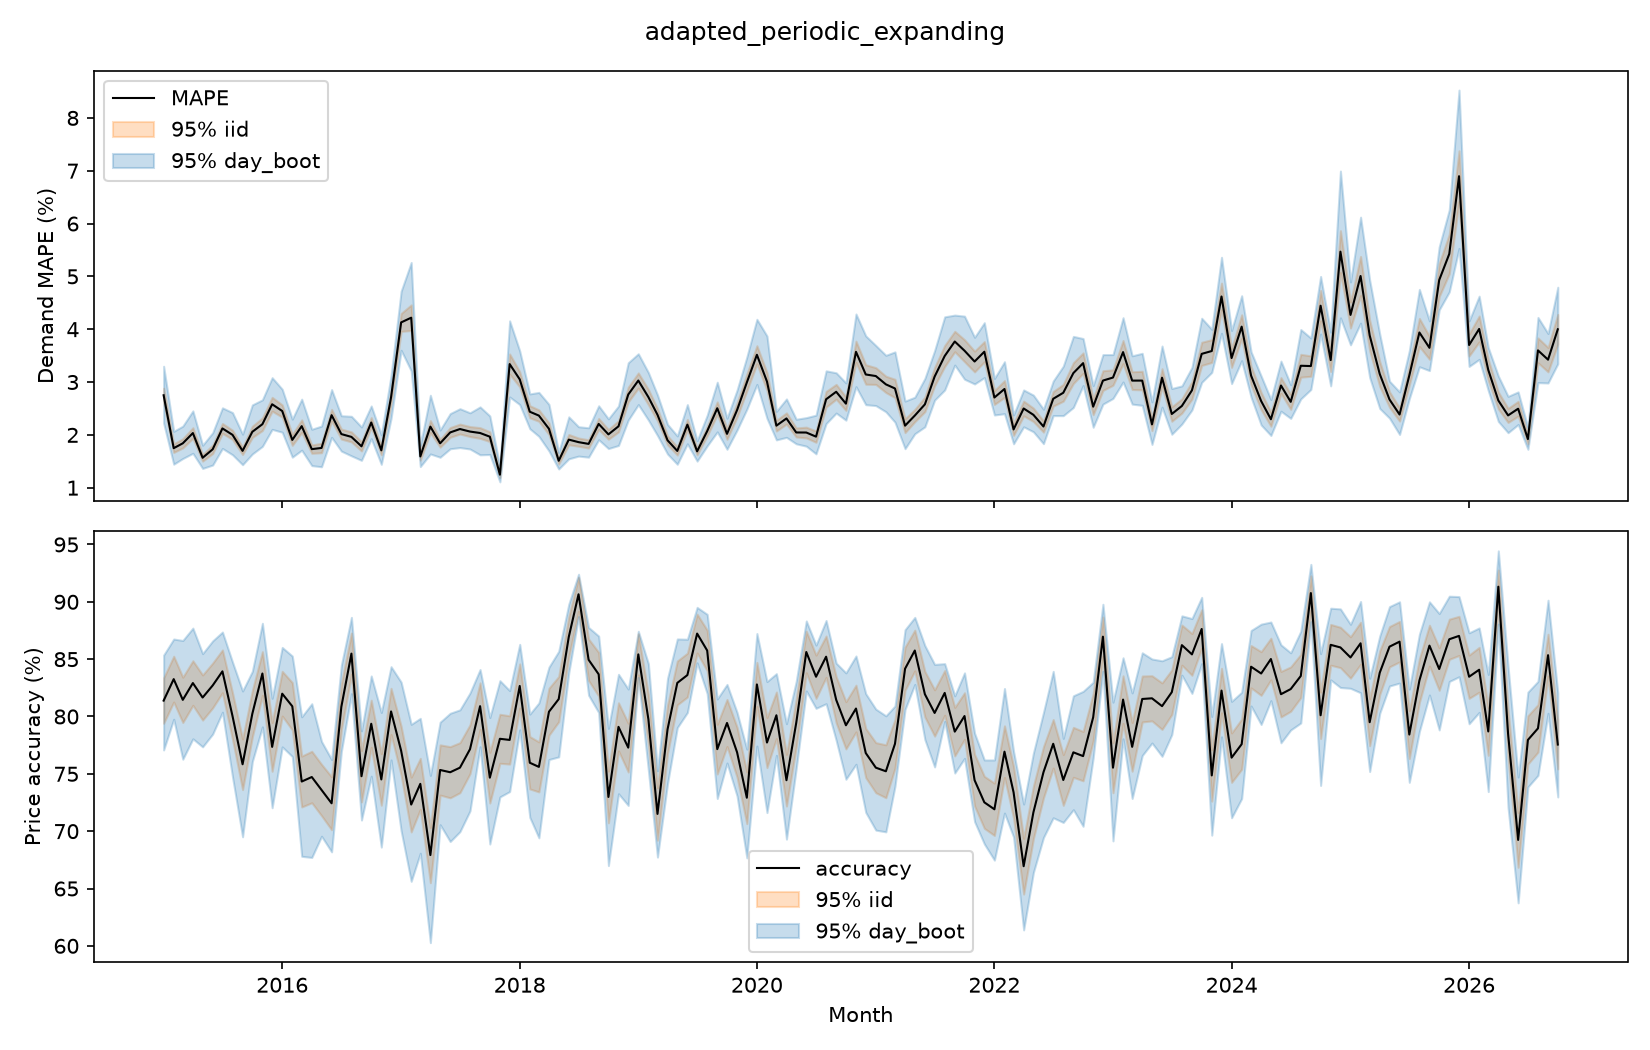 adapted_periodic_expanding
MAPE
95% iid
95% day_boot
Demand MAPE (%)
8
7
6
5
4
3
2
1
Price accuracy (%)
95
90
85
80
75
70
65
60
accuracy
95% iid
95% day_boot
2016
2018
2020
2022
2024
2026
Month